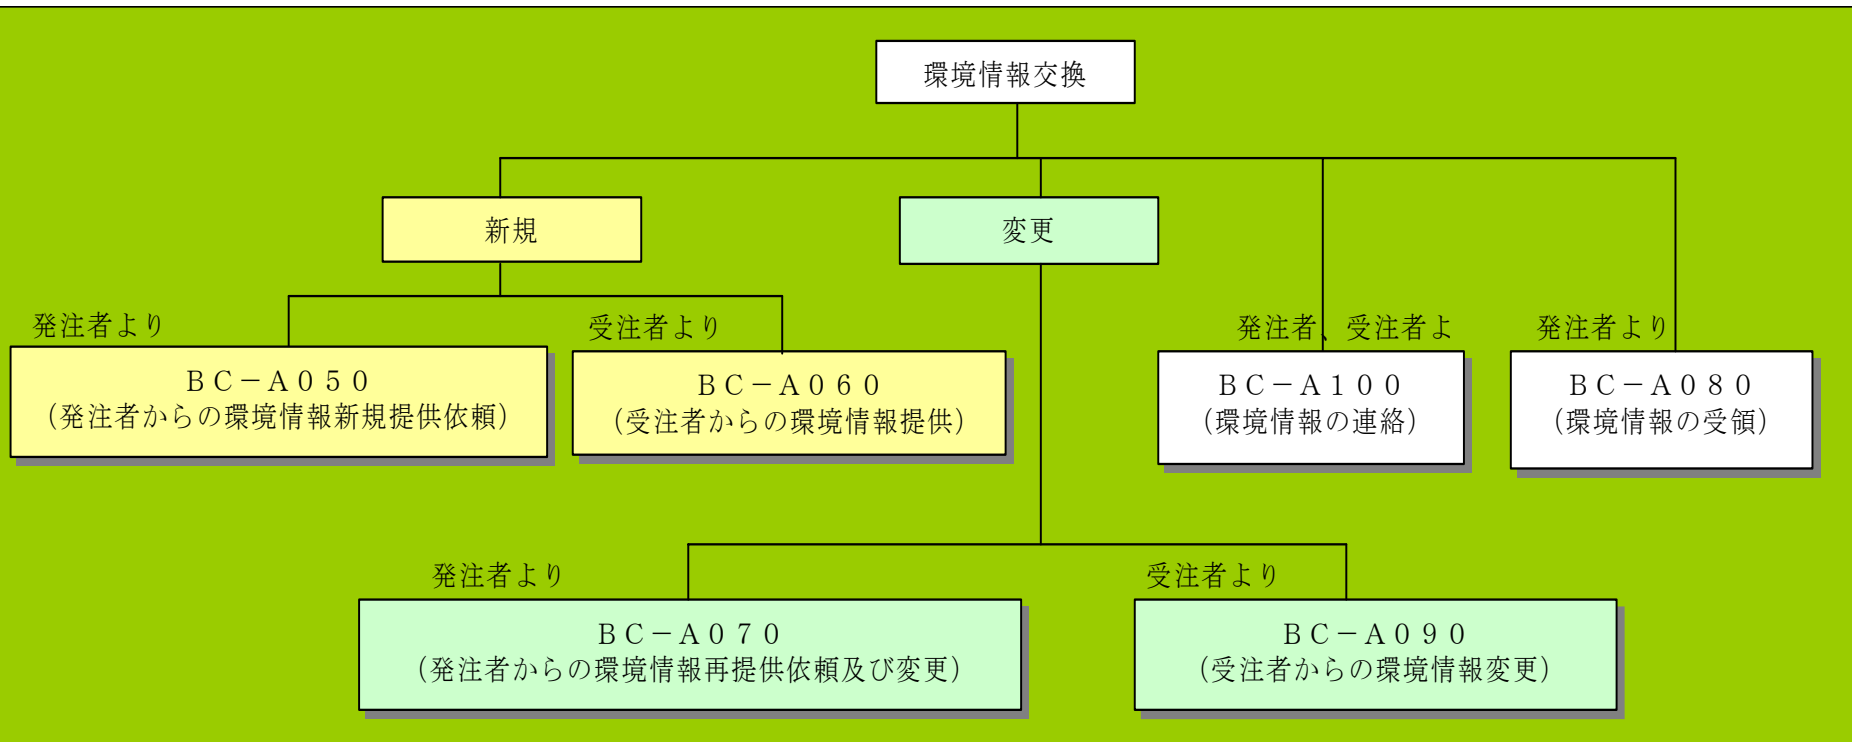 環境情報交換
新規
変更
発注者より
受注者より
発注者、受注者よ
発注者より
ＢＣ－Ａ０５０
（発注者からの環境情報新規提供依頼）
ＢＣ－Ａ０６０
（受注者からの環境情報提供）
ＢＣ－Ａ１００
（環境情報の連絡）
ＢＣ－Ａ０８０
（環境情報の受領）
発注者より
受注者より
ＢＣ－Ａ０７０
（発注者からの環境情報再提供依頼及び変更）
ＢＣ－Ａ０９０
（受注者からの環境情報変更）